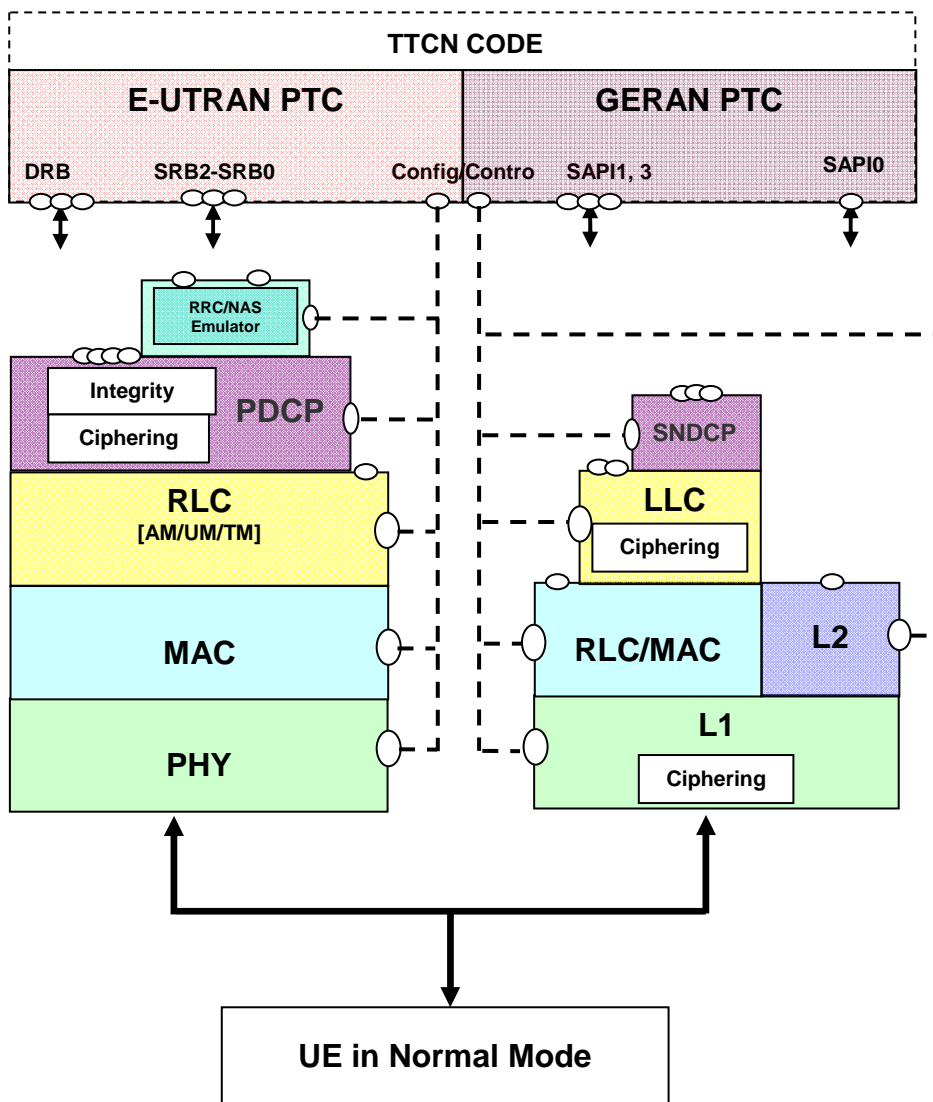 TTCN CODE
E-UTRAN PTC
GERAN PTC
DRB
SRB2-SRB0
Config/Contro
SAPI1, 3
SAPI0
RRC/NAS
Emulator
Integrity
PDCP
Ciphering
SNDCP
RLC
[AM/UM/TM]
LLC
Ciphering
MAC
RLC/MAC
L2
PHY
L1
Ciphering
UE in Normal Mode